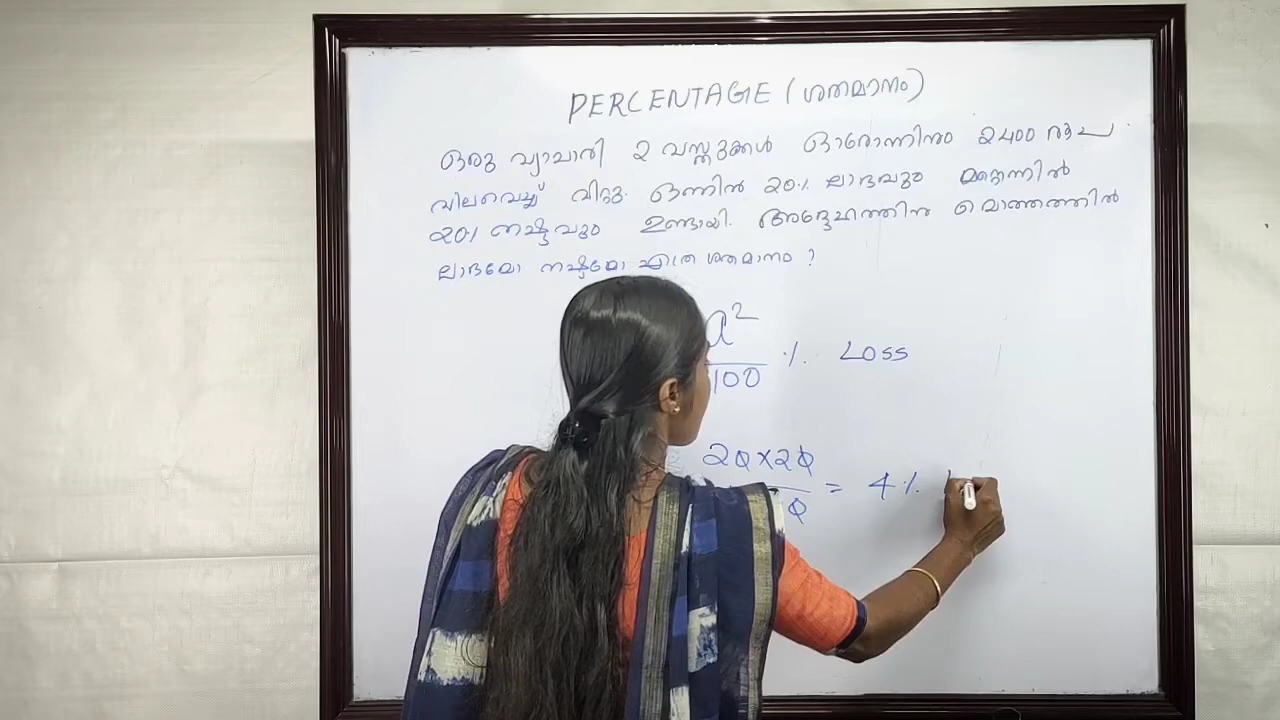 PERCENTAGE (ശതമാനം)
ഒരു വ്യാപാരി 2 വസ്തുക്കൾ ഓരോന്നിനും 2400 രൂപ
വിലവെച്ച് വിറ്റു. ഒന്നിൽ 20% ലാഭവും മറ്റൊന്നിൽ
20% നഷ്ടവും ഉണ്ടായി. അദ്ദേഹത്തിന് മൊത്തത്തിൽ
ലാഭമോ നഷ്ടമോ എത്ര ശതമാനം ?
a²
100 % Loss
20×20
= 4% L